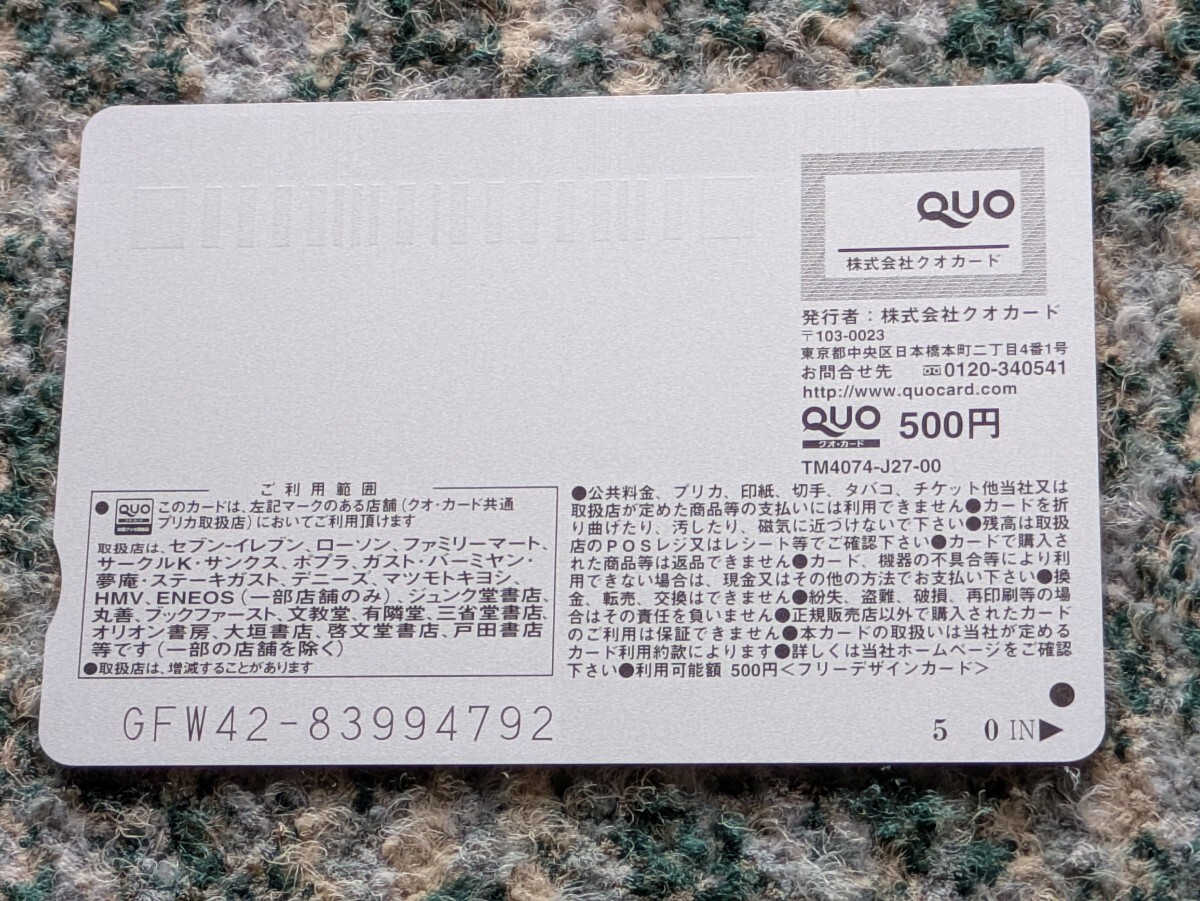 QUO
株式会社クオカード
発行者：株式会社クオカード
〒103-0023
東京都中央区日本橋本町二丁目4番1号
お問合せ先 0120-340541
http://www.quocard.com
QUO 500円
クオ・カード
TM4074-J27-00
ご利用範囲
●QUO このカードは、左記マークのある店舗（クオ・カード共通
プリカ取扱店）においてご利用頂けます
取扱店は、セブン-イレブン、ローソン、ファミリーマート、
サークルK・サンクス、ポプラ、ガスト・バーミヤン・
夢庵・ステーキガスト、デニーズ、マツモトキヨシ、
HMV、ENEOS（一部店舗のみ）、ジュンク堂書店、
丸善、ブックファースト、文教堂、有隣堂、三省堂書店、
オリオン書房、大垣書店、啓文堂書店、戸田書店
等です（一部の店舗を除く）
●取扱店は、増減することがあります
●公共料金、プリカ、印紙、切手、タバコ、チケット他当社又は
取扱店が定めた商品等の支払いには利用できません●カードを折
り曲げたり、汚したり、磁気に近づけないで下さい●残高は取扱
店のPOSレジ又はレシート等でご確認下さい●カードで購入さ
れた商品等は返品できません●カード、機器の不具合等により利
用できない場合は、現金又はその他の方法でお支払い下さい●換
金、転売、交換はできません●紛失、盗難、破損、再印刷等の場
合はその責任を負いません●正規販売店以外で購入されたカード
のご利用は保証できません●本カードの取扱いは当社が定める
カード利用約款によります●詳しくは当社ホームページをご確認
下さい●利用可能額 500円＜フリーデザインカード＞
GFW42-83994792
5 0 IN▶